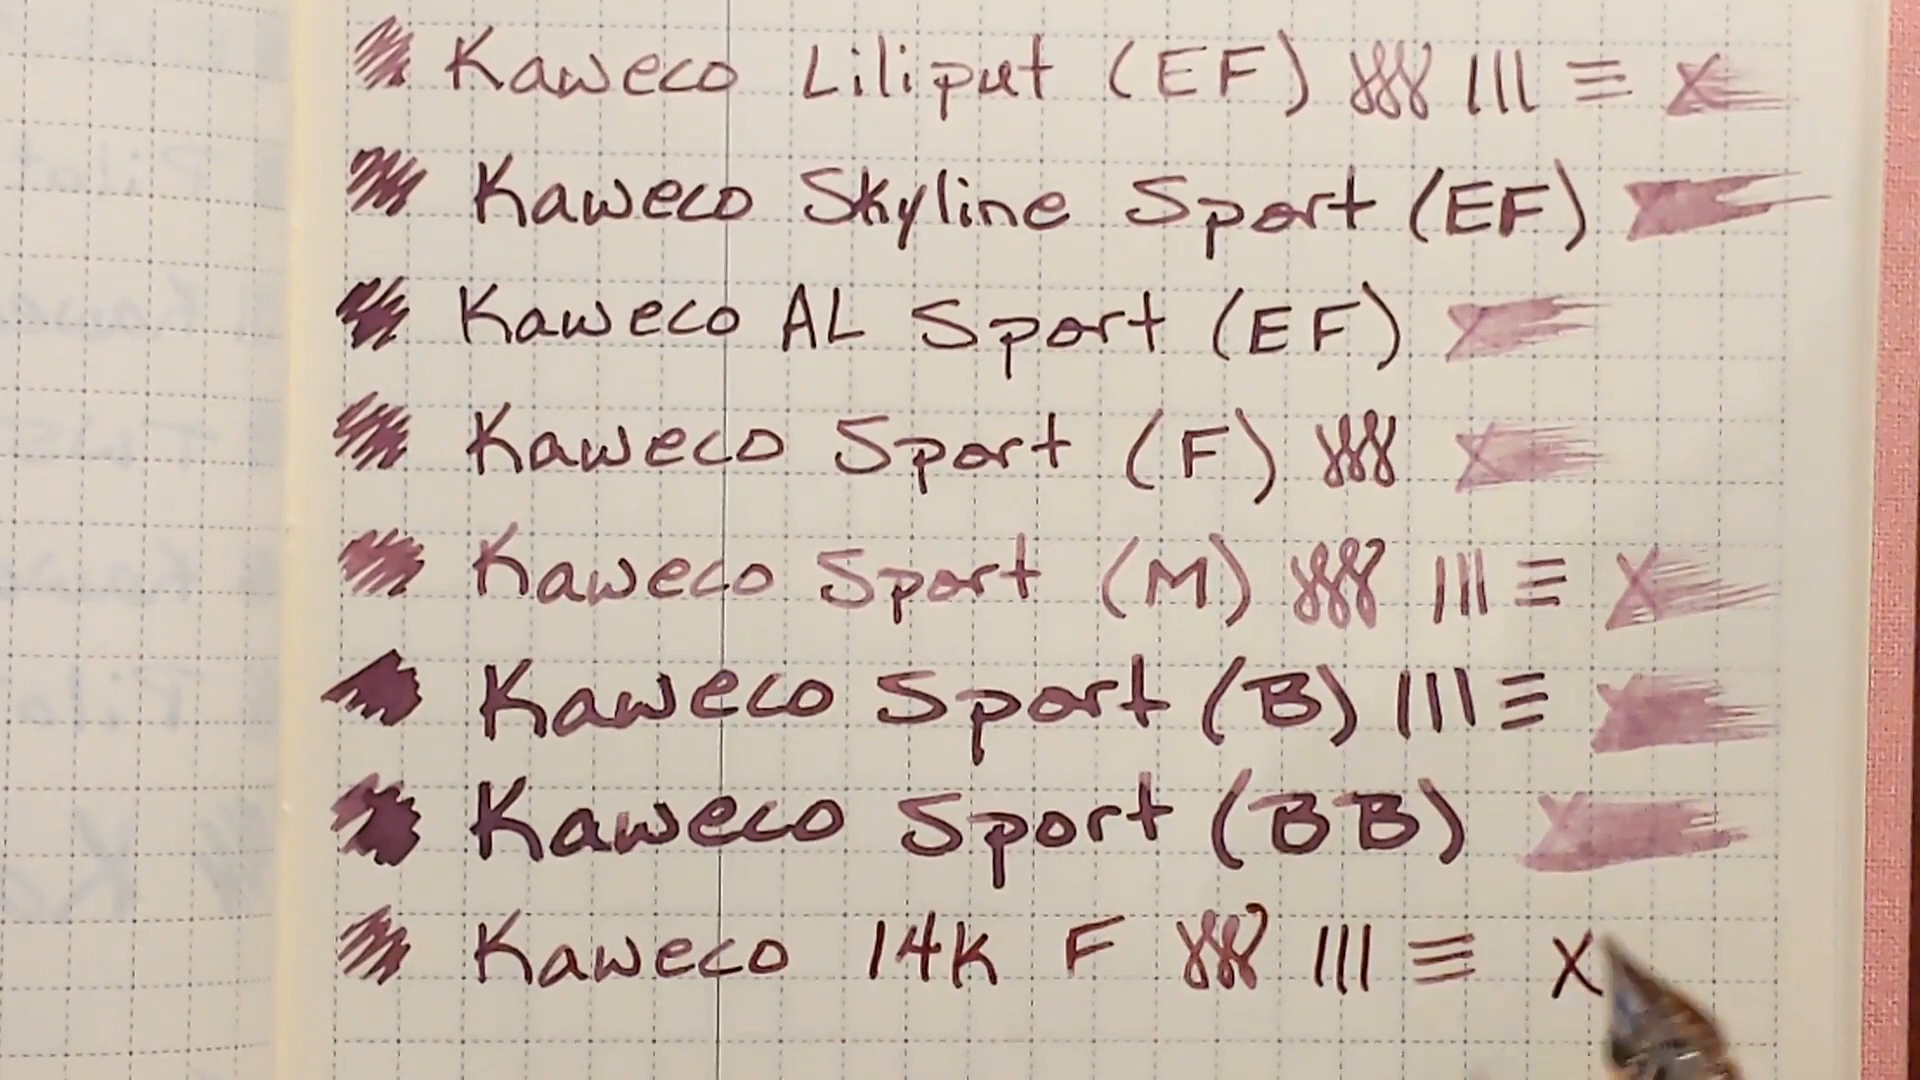 Kaweco Liliput (EF) X
Kaweco Skyline Sport (EF)
Kaweco AL Sport (EF)
Kaweco Sport (F) X
Kaweco Sport (M) X
Kaweco Sport (B)
Kaweco Sport (BB)
Kaweco 14K F X